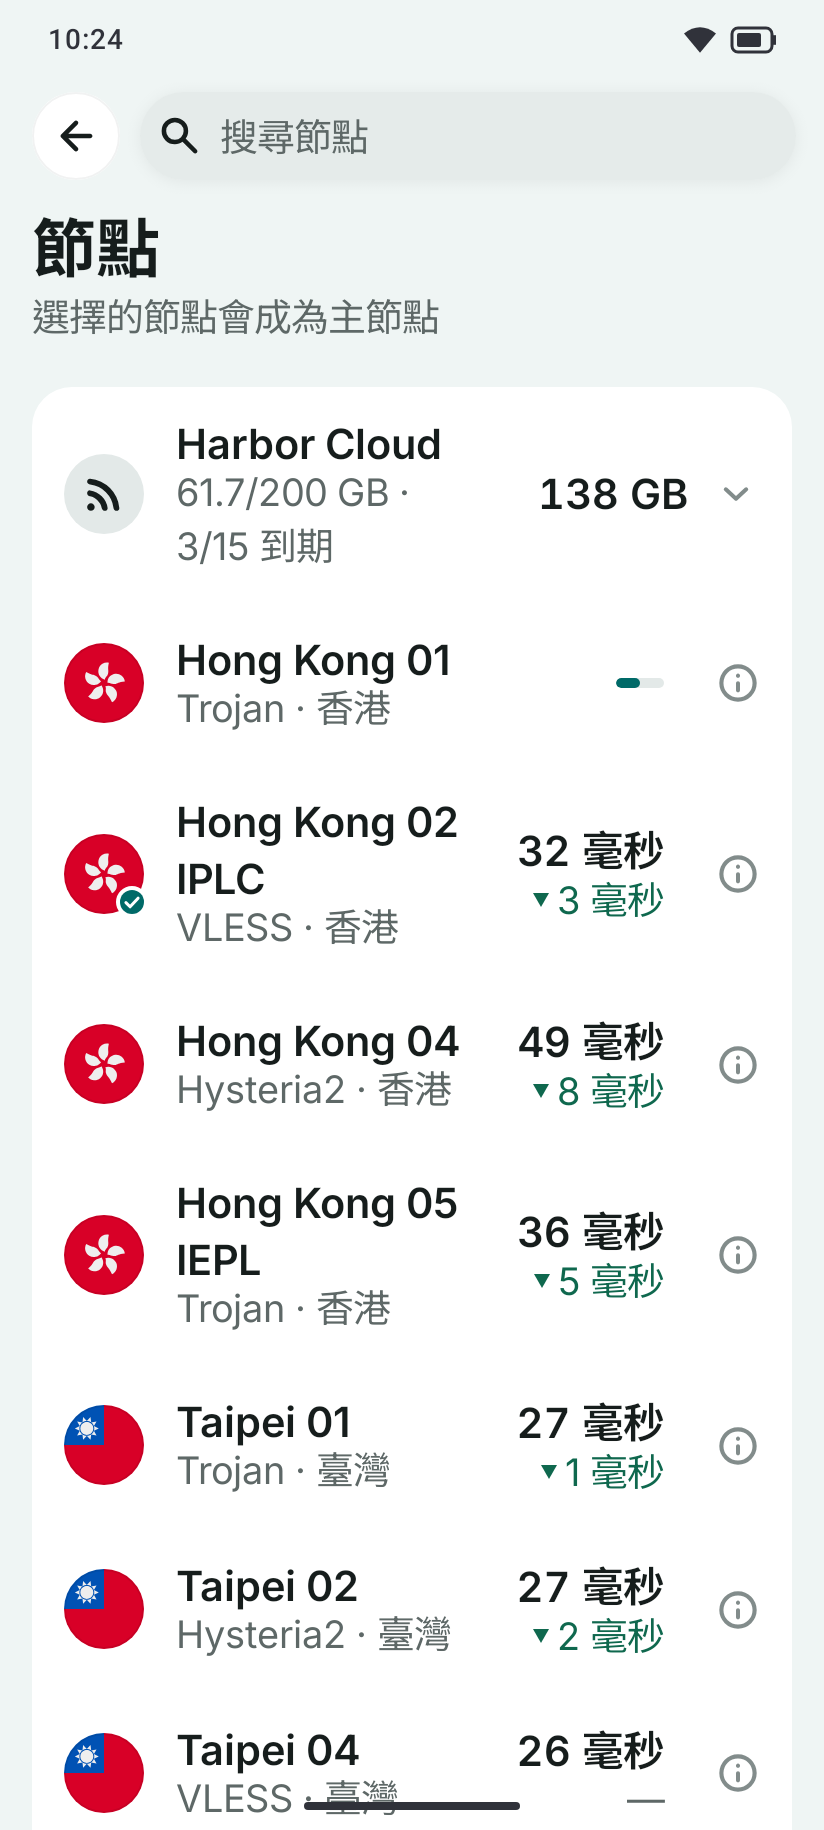 10:24
搜尋節點
節點
選擇的節點會成為主節點
Harbor Cloud
61.7/200 GB ·
3/15 到期
138 GB
Hong Kong 01
Trojan · 香港
Hong Kong 02
IPLC
VLESS · 香港
32 毫秒
▼3 毫秒
Hong Kong 04
Hysteria2 · 香港
49 毫秒
▼8 毫秒
Hong Kong 05
IEPL
Trojan · 香港
36 毫秒
▼5 毫秒
Taipei 01
Trojan · 臺灣
27 毫秒
▼1 毫秒
Taipei 02
Hysteria2 · 臺灣
27 毫秒
▼2 毫秒
Taipei 04
VLESS · 臺灣
26 毫秒
—